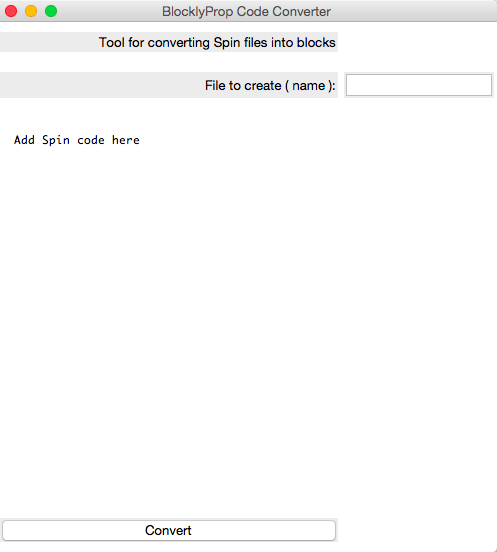 BlocklyProp Code Converter
Tool for converting Spin files into blocks
File to create ( name ):
Add Spin code here
Convert